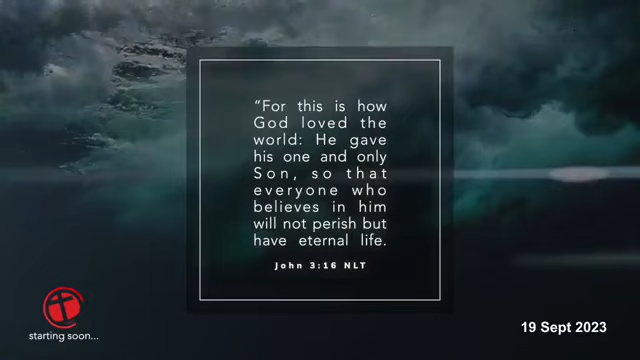 “For this is how
God loved the
world: He gave
his one and only
Son, so that
everyone who
believes in him
will not perish but
have eternal life.
John 3:16 NLT
starting soon...
19 Sept 2023